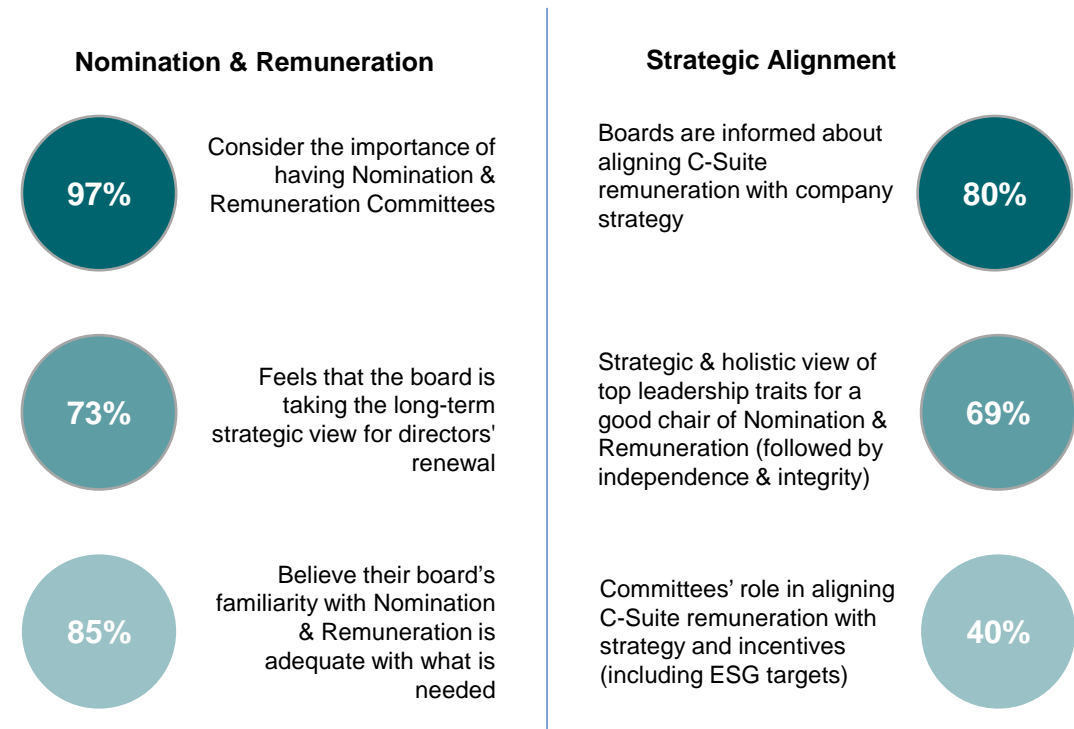 Nomination & Remuneration
97%
Consider the importance of
having Nomination &
Remuneration Committees
73%
Feels that the board is
taking the long-term
strategic view for directors'
renewal
85%
Believe their board’s
familiarity with Nomination
& Remuneration is
adequate with what is
needed
Strategic Alignment
Boards are informed about
aligning C-Suite
remuneration with company
strategy
80%
Strategic & holistic view of
top leadership traits for a
good chair of Nomination &
Remuneration (followed by
independence & integrity)
69%
Committees’ role in aligning
C-Suite remuneration with
strategy and incentives
(including ESG targets)
40%